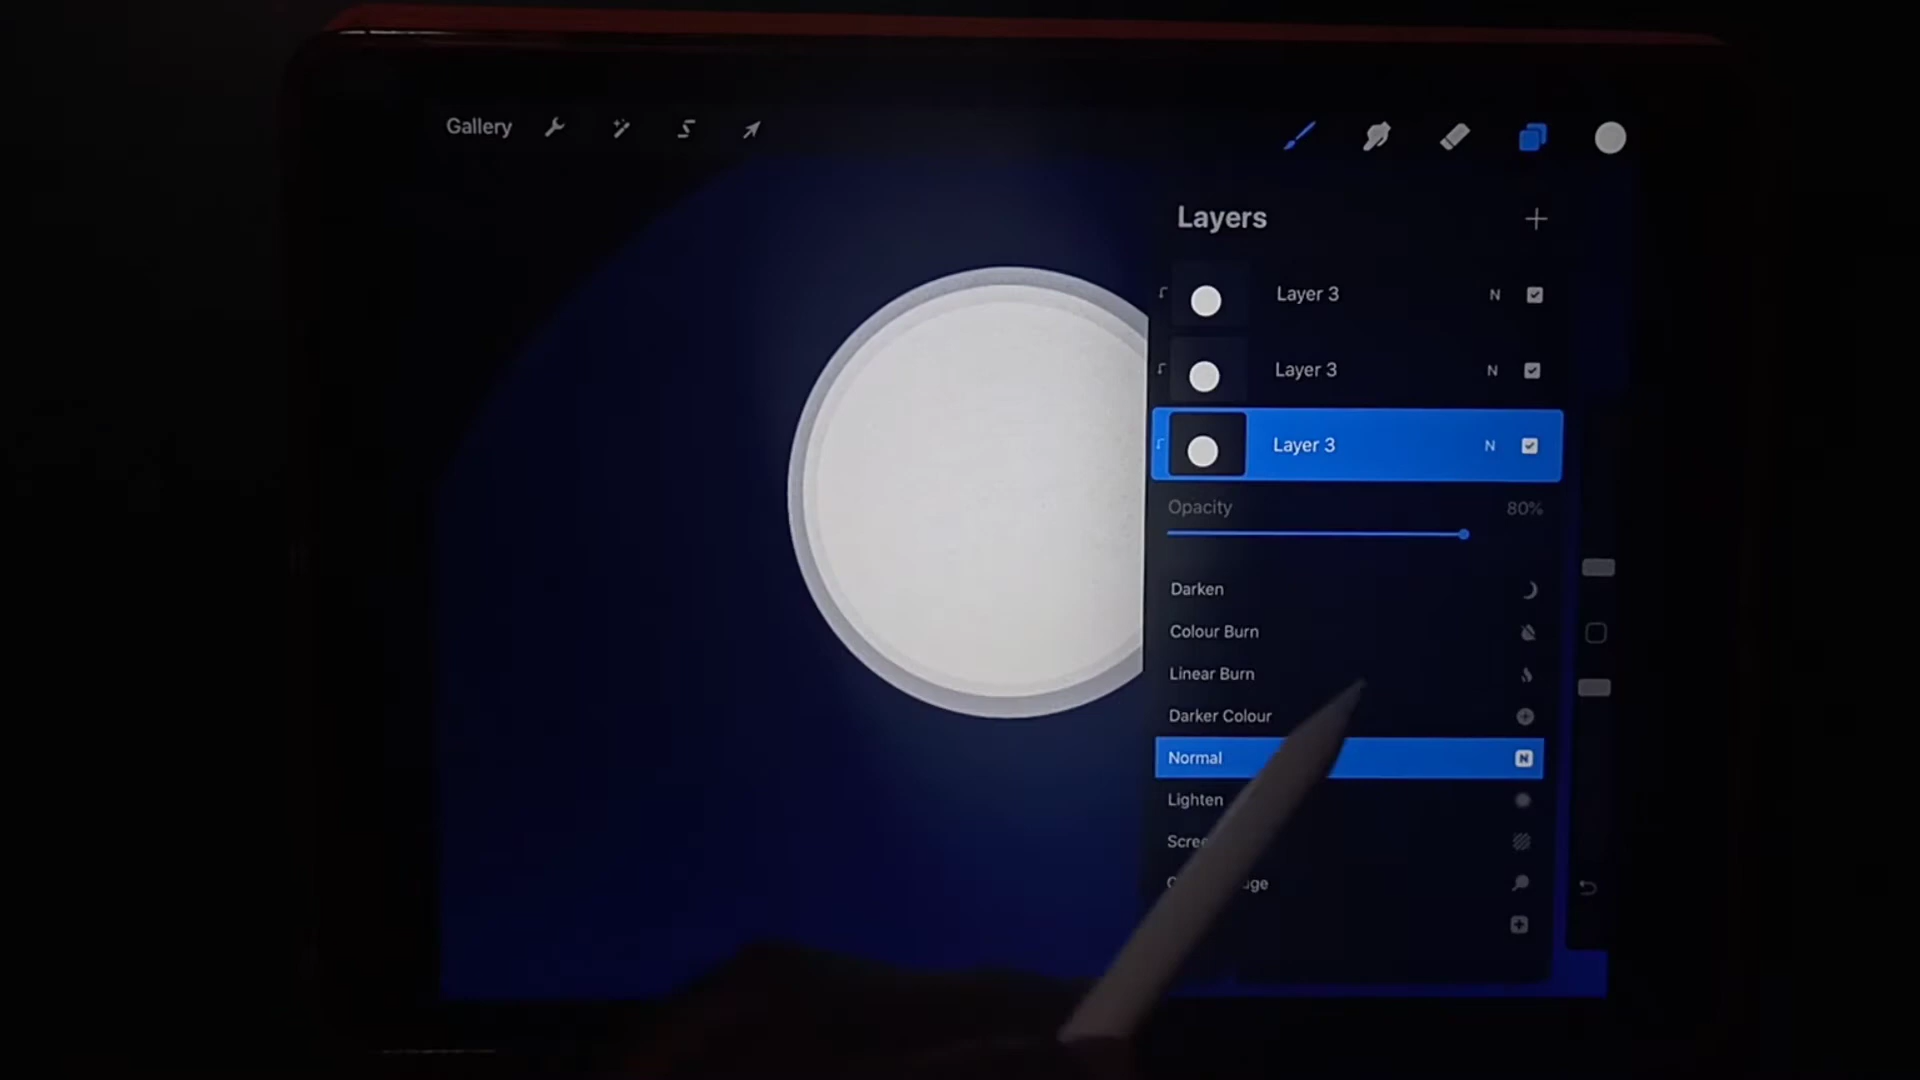 Gallery
Layers
Layer 3 N
Layer 3 N
Layer 3 N
Opacity 80%
Darken
Colour Burn
Linear Burn
Darker Colour
Normal N
Lighten